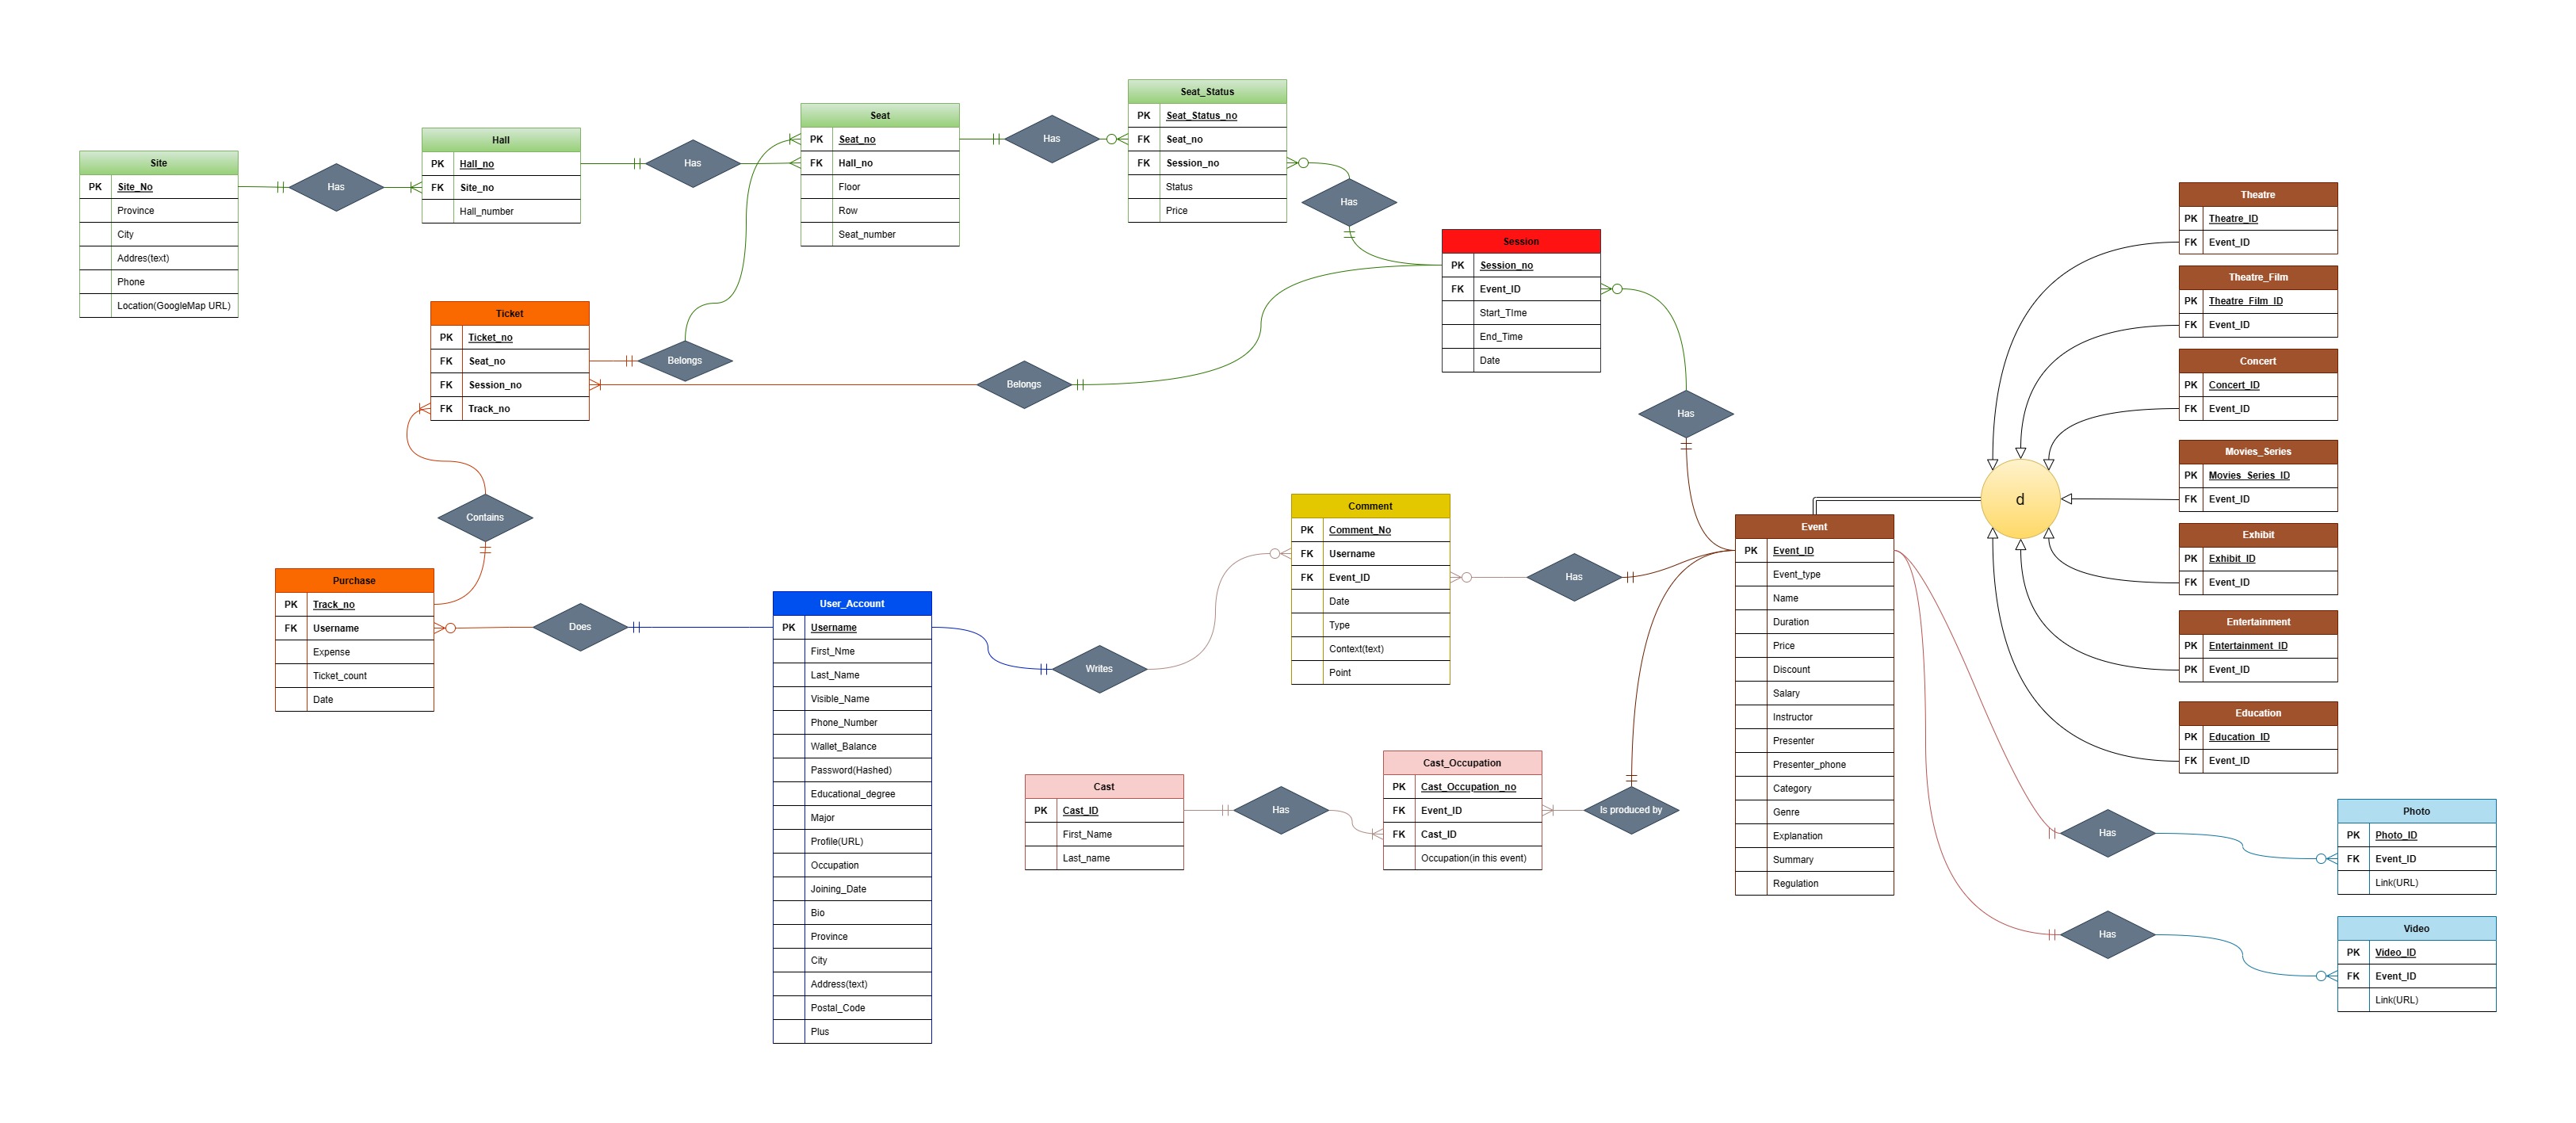 Site
PK Site_No
Province
City
Addres(text)
Phone
Location(GoogleMap URL)
Has
Hall
PK Hall_no
FK Site_no
Hall_number
Has
Seat
PK Seat_no
FK Hall_no
Floor
Row
Seat_number
Has
Seat_Status
PK Seat_Status_no
FK Seat_no
FK Session_no
Status
Price
Has
Session
PK Session_no
FK Event_ID
Start_TIme
End_Time
Date
Ticket
PK Ticket_no
FK Seat_no
FK Session_no
FK Track_no
Belongs
Belongs
Has
Contains
Purchase
PK Track_no
FK Username
Expense
Ticket_count
Date
Does
User_Account
PK Username
First_Nme
Last_Name
Visible_Name
Phone_Number
Wallet_Balance
Password(Hashed)
Educational_degree
Major
Profile(URL)
Occupation
Joining_Date
Bio
Province
City
Address(text)
Postal_Code
Plus
Writes
Comment
PK Comment_No
FK Username
FK Event_ID
Date
Type
Context(text)
Point
Has
Cast
PK Cast_ID
First_Name
Last_name
Has
Cast_Occupation
PK Cast_Occupation_no
FK Event_ID
FK Cast_ID
Occupation(in this event)
Is produced by
Event
PK Event_ID
Event_type
Name
Duration
Price
Discount
Salary
Instructor
Presenter
Presenter_phone
Category
Genre
Explanation
Summary
Regulation
d
Theatre
PK Theatre_ID
FK Event_ID
Theatre_Film
PK Theatre_Film_ID
FK Event_ID
Concert
PK Concert_ID
FK Event_ID
Movies_Series
PK Movies_Series_ID
FK Event_ID
Exhibit
PK Exhibit_ID
FK Event_ID
Entertainment
PK Entertainment_ID
FK Event_ID
Education
PK Education_ID
FK Event_ID
Has
Photo
PK Photo_ID
FK Event_ID
Link(URL)
Has
Video
PK Video_ID
FK Event_ID
Link(URL)